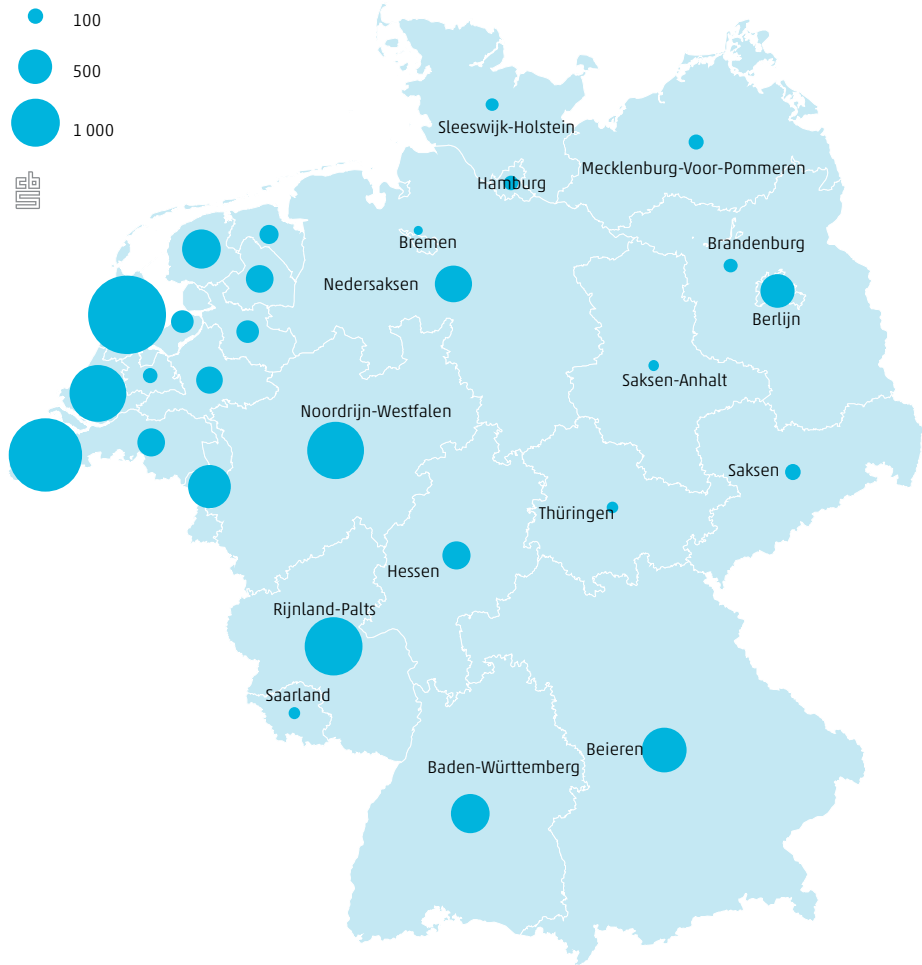 100
500
1 000
cbs
Sleeswijk-Holstein
Mecklenburg-Voor-Pommeren
Hamburg
Bremen
Brandenburg
Nedersaksen
Berlijn
Saksen-Anhalt
Noordrijn-Westfalen
Saksen
Thüringen
Hessen
Rijnland-Palts
Saarland
Beieren
Baden-Württemberg